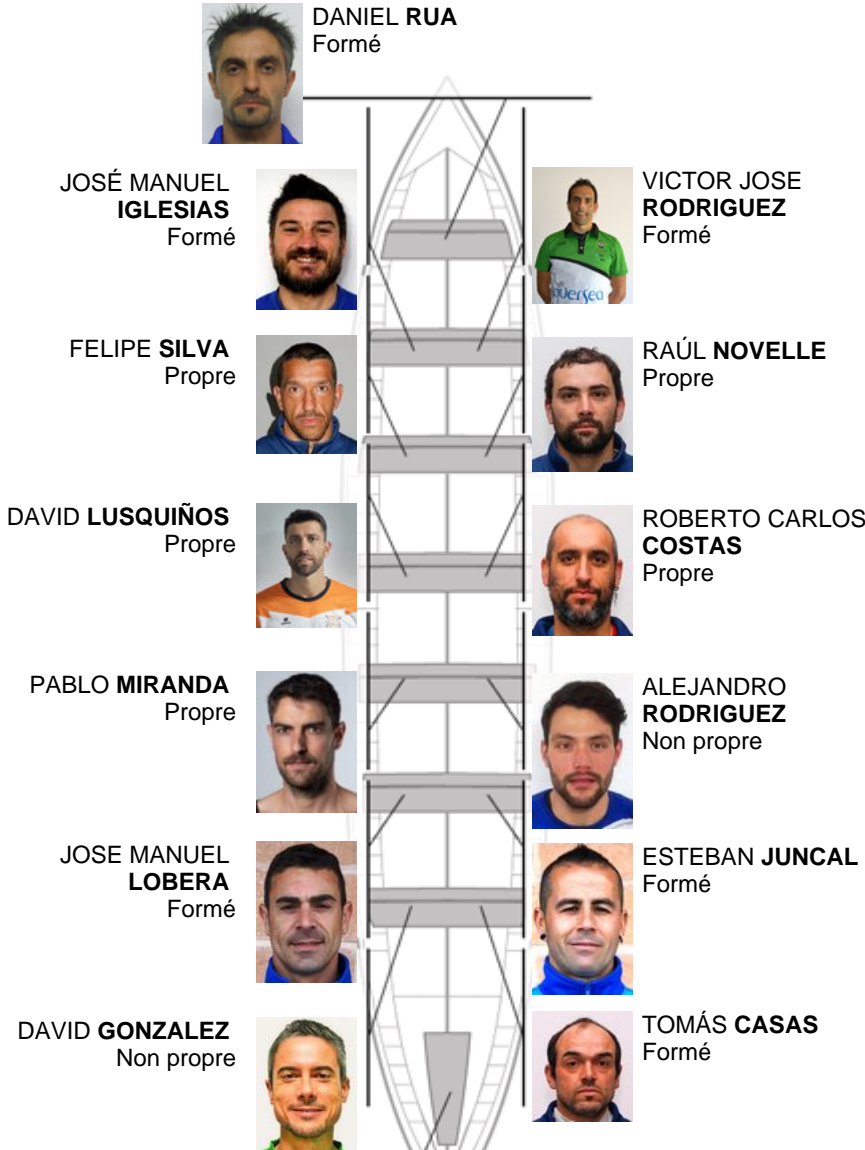 DANIEL RUA
Formé
JOSÉ MANUEL
IGLESIAS
Formé
VICTOR JOSE
RODRIGUEZ
Formé
FELIPE SILVA
Propre
RAÚL NOVELLE
Propre
DAVID LUSQUIÑOS
Propre
ROBERTO CARLOS
COSTAS
Propre
PABLO MIRANDA
Propre
ALEJANDRO
RODRIGUEZ
Non propre
JOSE MANUEL
LOBERA
Formé
ESTEBAN JUNCAL
Formé
DAVID GONZALEZ
Non propre
TOMÁS CASAS
Formé